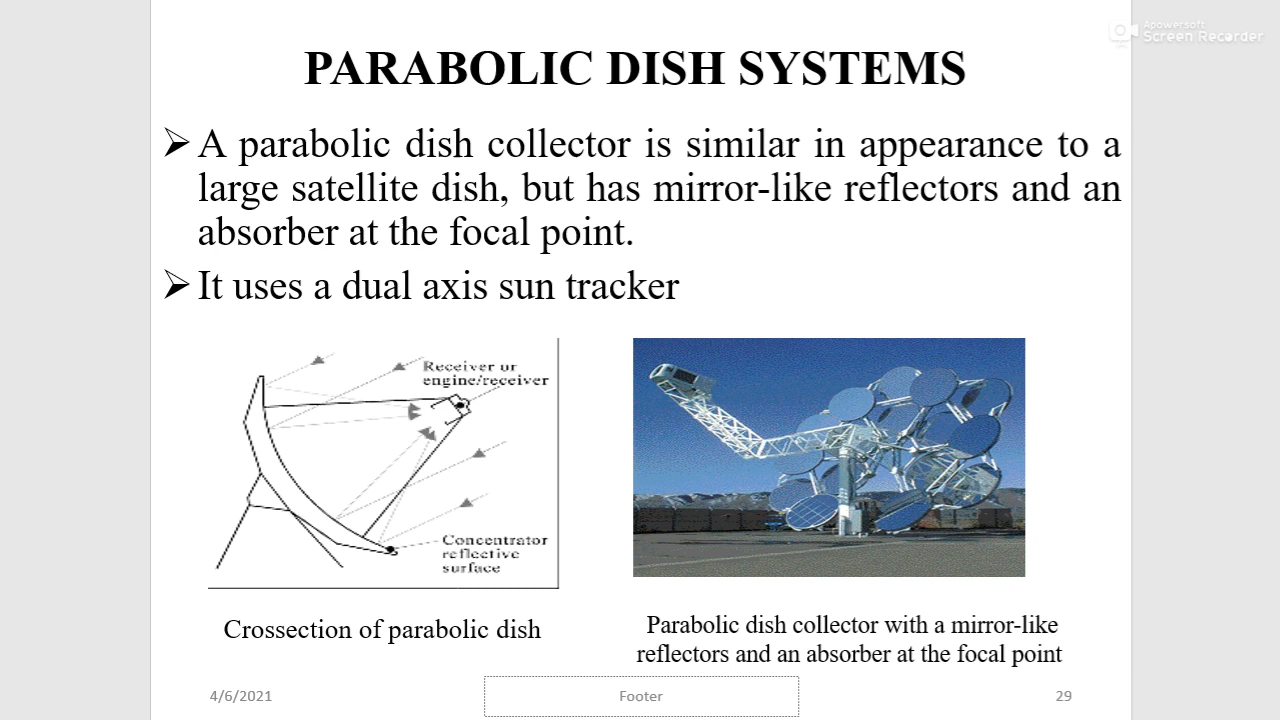 Apowersoft
Screen Recorder
PARABOLIC DISH SYSTEMS
➢ A parabolic dish collector is similar in appearance to a
large satellite dish, but has mirror-like reflectors and an
absorber at the focal point.
➢ It uses a dual axis sun tracker
Receiver or
engine/receiver
Concentrator
reflective
surface
Crossection of parabolic dish
Parabolic dish collector with a mirror-like
reflectors and an absorber at the focal point
4/6/2021
Footer
29